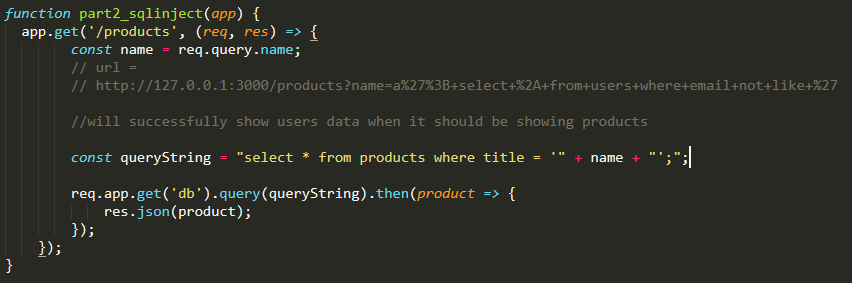 function part2_sqlinject(app) {
app.get('/products', (req, res) => {
const name = req.query.name;
// url =
// http://127.0.0.1:3000/products?name=a%27%3B+select+%2A+from+users+where+email+not+like+%27
//will successfully show users data when it should be showing products
const queryString = "select * from products where title = '" + name + "';";
req.app.get('db').query(queryString).then(product => {
res.json(product);
});
});
}